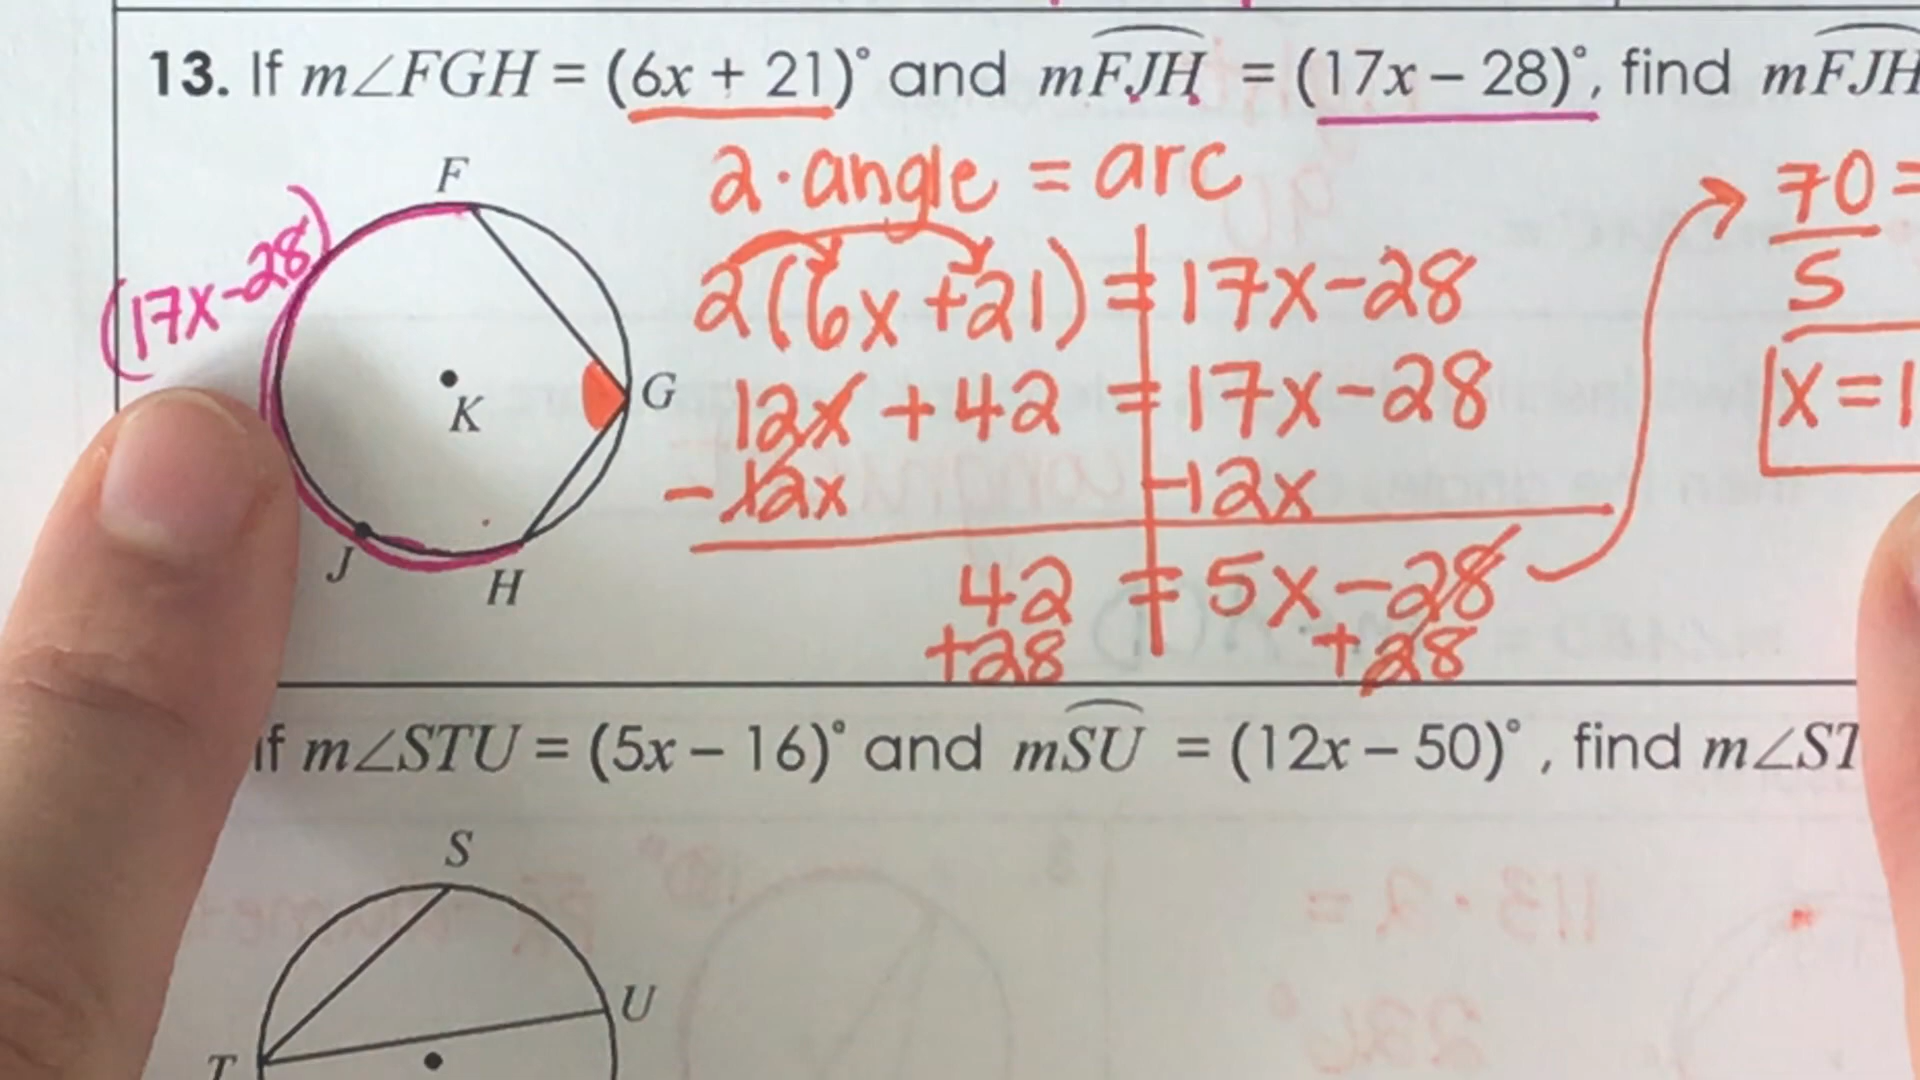 13. If m∠FGH = (6x + 21)° and mFJH = (17x – 28)°, find mFJH
2·angle = arc
70 =
5
x = 1
F
(17x-28)
G
K
J
H
2(6x+21) = 17x-28
12x + 42 = 17x-28
-12x -12x
42 = 5x-28
+28 +28
If m∠STU = (5x – 16)° and mSU = (12x – 50)°, find m∠ST
S
U
T